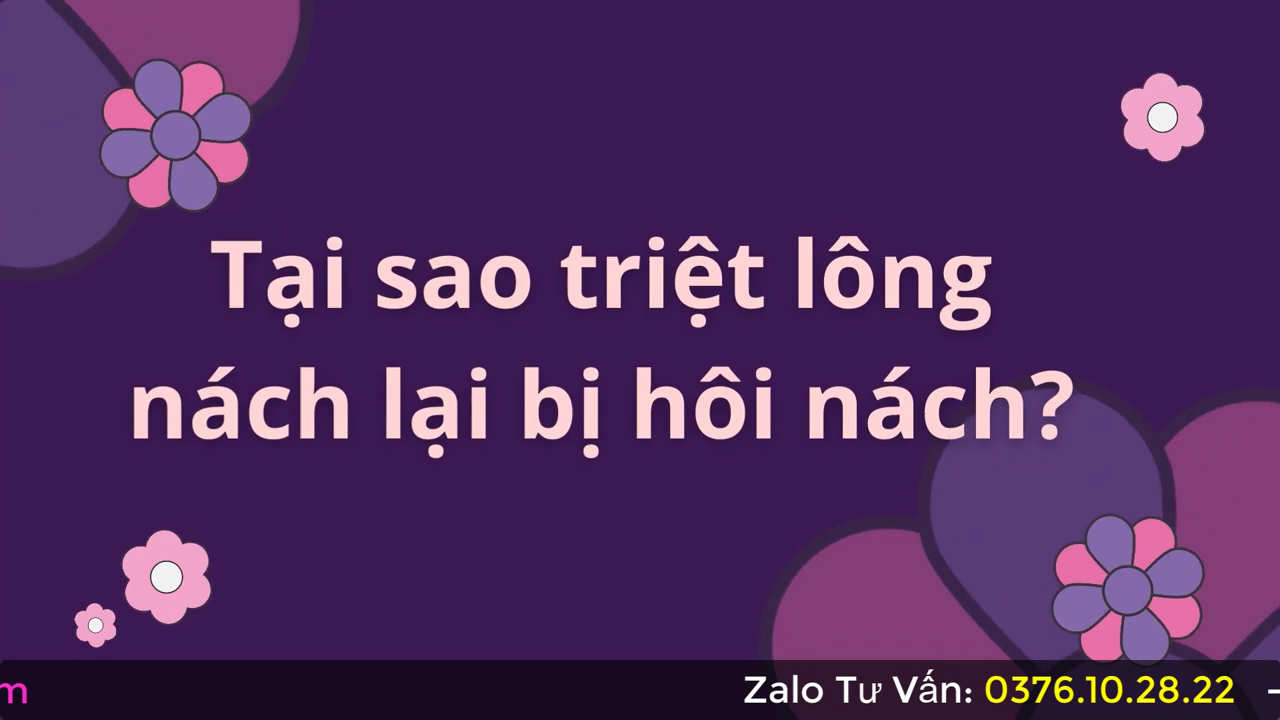 Tại sao triệt lông
nách lại bị hôi nách?
m
Zalo Tư Vấn: 0376.10.28.22 -